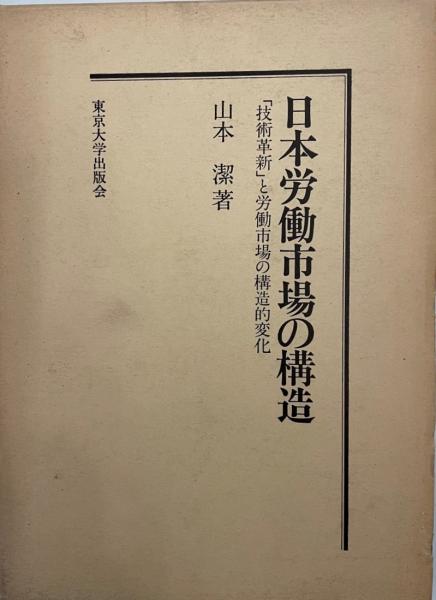 日本労働市場の構造
「技術革新」と労働市場の構造的変化
山本 潔著
東京大学出版会